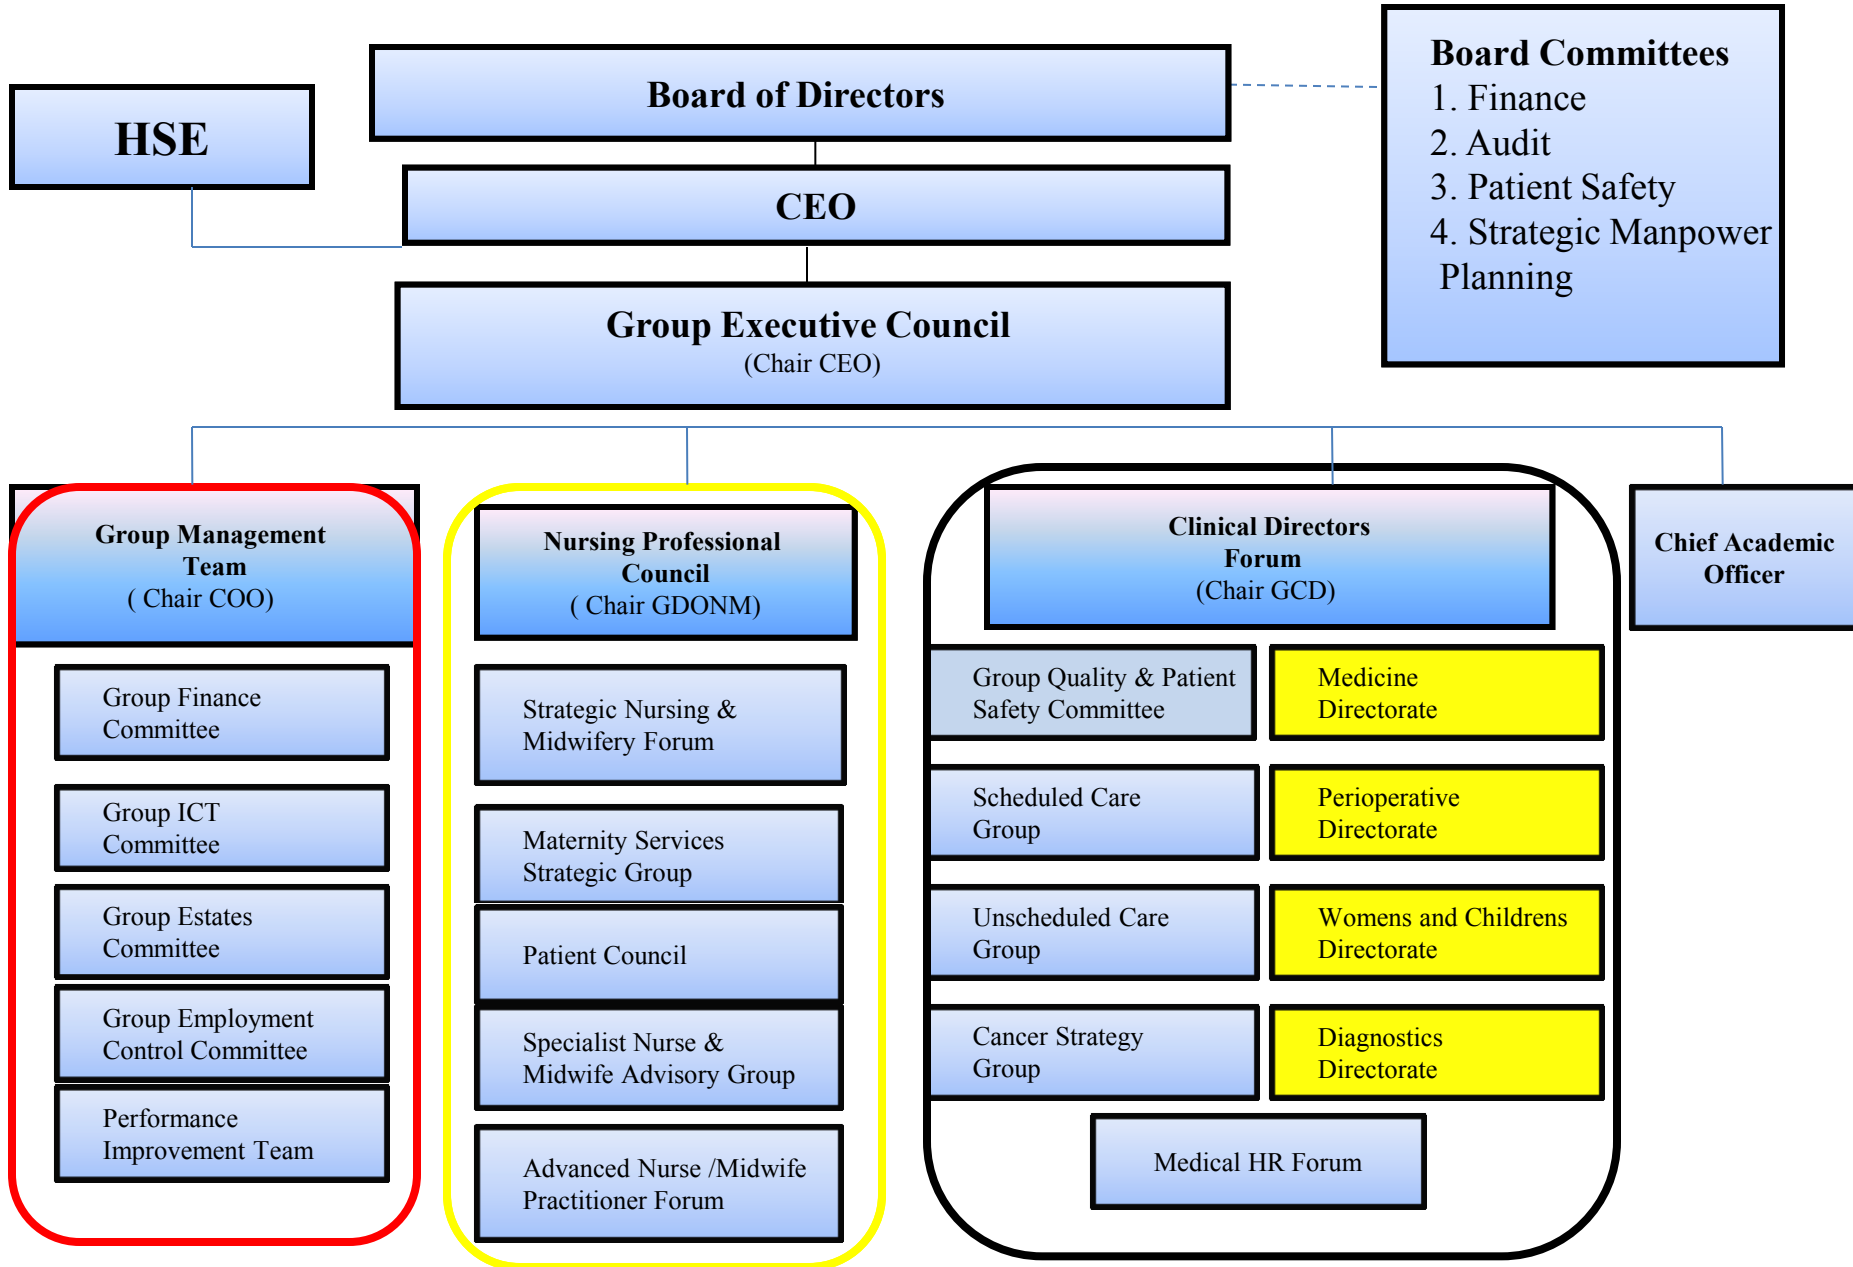 Board of Directors
HSE
CEO
Group Executive Council
(Chair CEO)
Board Committees
1. Finance
2. Audit
3. Patient Safety
4. Strategic Manpower
Planning
Group Management
Team
( Chair COO)
Group Finance
Committee
Group ICT
Committee
Group Estates
Committee
Group Employment
Control Committee
Performance
Improvement Team
Nursing Professional
Council
( Chair GDONM)
Strategic Nursing &
Midwifery Forum
Maternity Services
Strategic Group
Patient Council
Specialist Nurse &
Midwife Advisory Group
Advanced Nurse /Midwife
Practitioner Forum
Clinical Directors
Forum
(Chair GCD)
Group Quality & Patient
Safety Committee
Scheduled Care
Group
Unscheduled Care
Group
Cancer Strategy
Group
Medicine
Directorate
Perioperative
Directorate
Womens and Childrens
Directorate
Diagnostics
Directorate
Medical HR Forum
Chief Academic
Officer